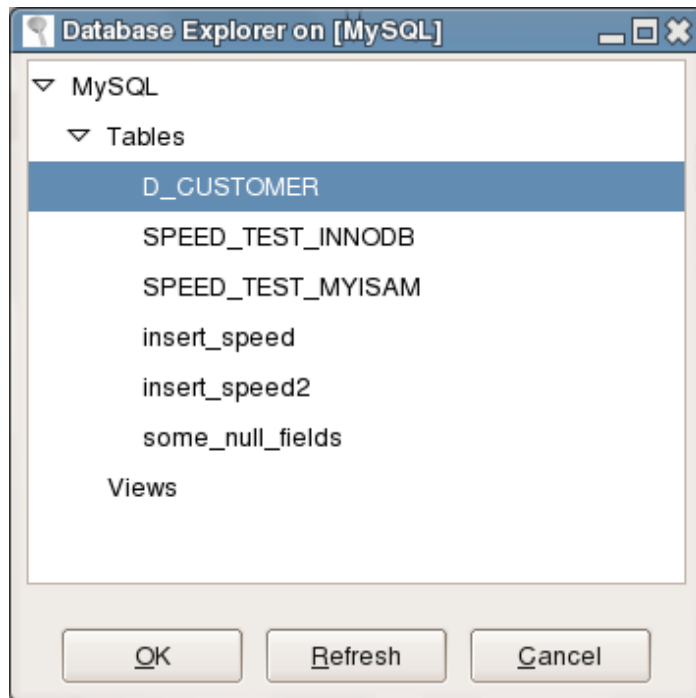 Database Explorer on [MySQL]
MySQL
Tables
D_CUSTOMER
SPEED_TEST_INNODB
SPEED_TEST_MYISAM
insert_speed
insert_speed2
some_null_fields
Views
OK Refresh Cancel